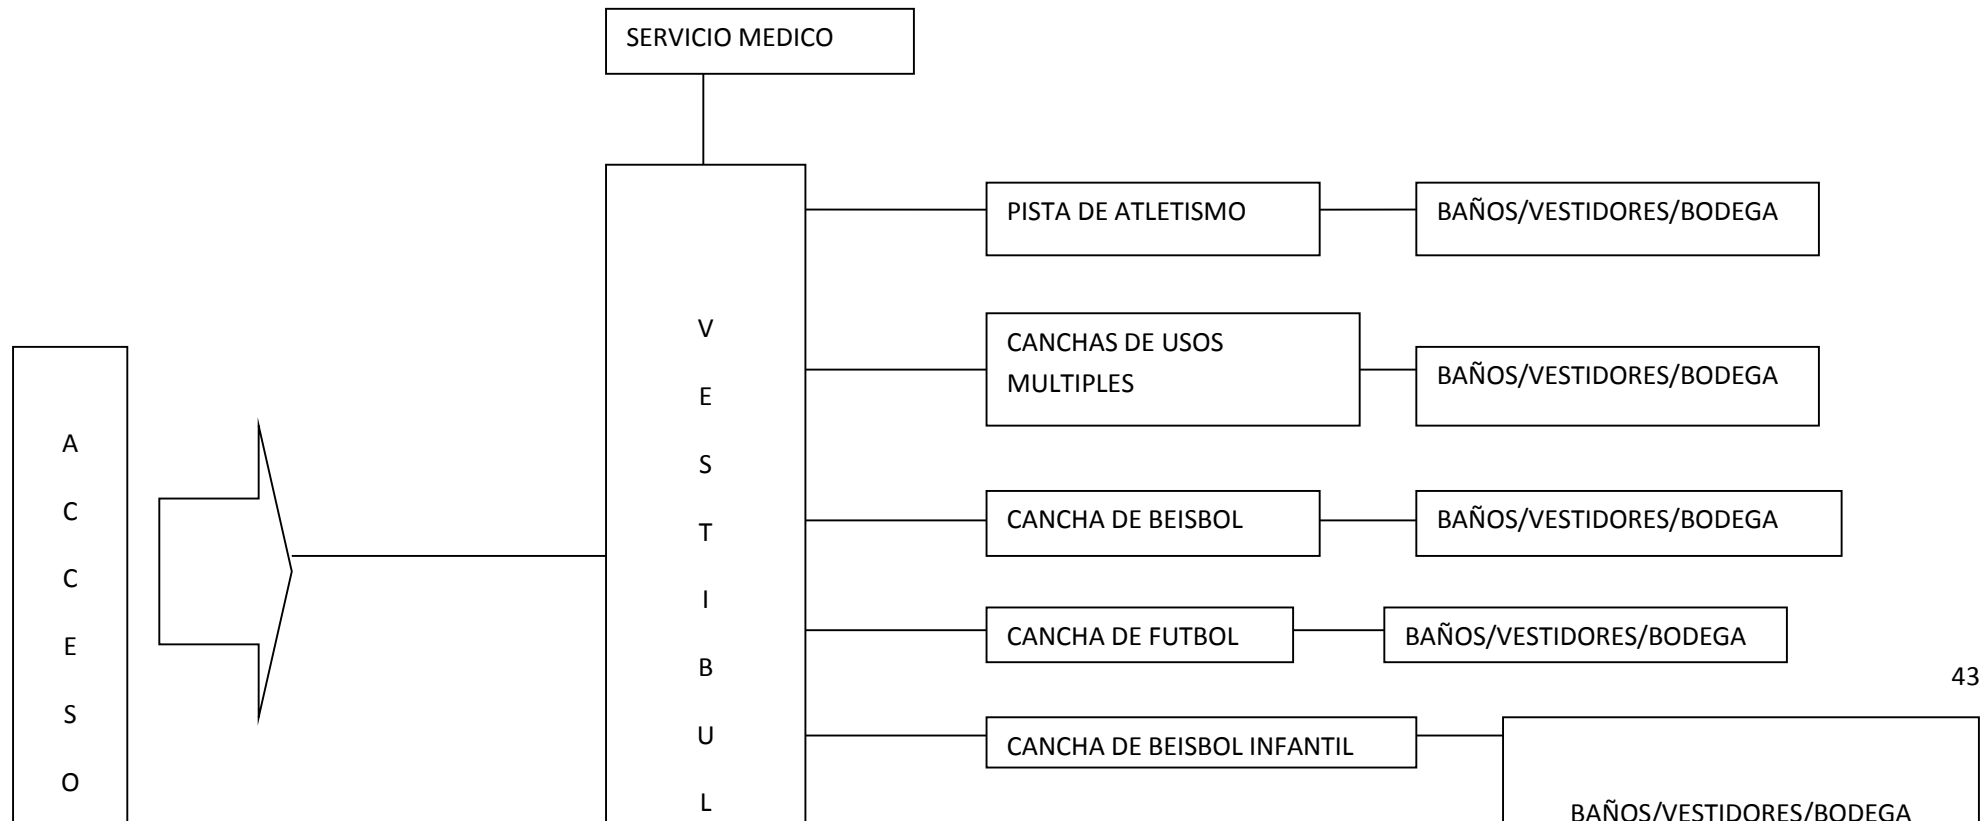 SERVICIO MEDICO
PISTA DE ATLETISMO
BAÑOS/VESTIDORES/BODEGA
CANCHAS DE USOS
MULTIPLES
BAÑOS/VESTIDORES/BODEGA
CANCHA DE BEISBOL
BAÑOS/VESTIDORES/BODEGA
CANCHA DE FUTBOL
BAÑOS/VESTIDORES/BODEGA
43
CANCHA DE BEISBOL INFANTIL
BAÑOS/VESTIDORES/BODEGA
A
C
C
E
S
O
V
E
S
T
I
B
U
L